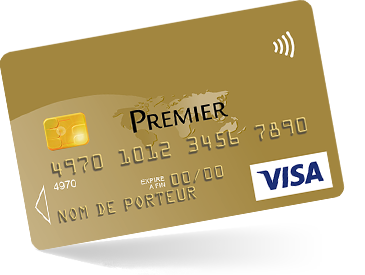 PREMIER
4970 1012 3456 7890
4970
EXPIRE
A FIN
00/00
NOM DE PORTEUR
VISA